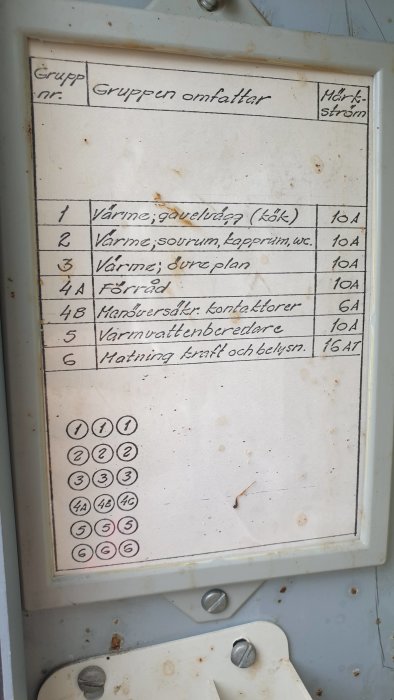 Grupp nr. Gruppen omfattar Märk-ström
1 Värme; gavelvägg (kök) 10A
2 Värme; sovrum, kapprum, wc. 10A
3 Värme; övre plan 10A
4A Förråd 10A
4B Manöversäkr. kontaktorer 6A
5 Varmvattenberedare 10A
6 Matning kraft och belysn. 16AT
1 1 1
2 2 2
3 3 3
4A 4B 4C
5 5 5
6 6 6